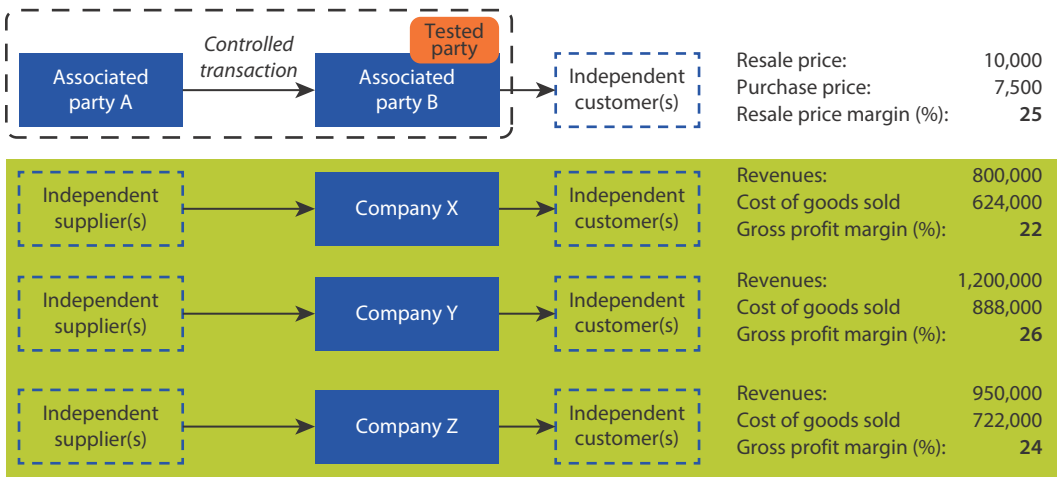 Tested
party
Controlled
transaction
Associated
party A
Associated
party B
Independent
customer(s)
Resale price: 10,000
Purchase price: 7,500
Resale price margin (%): 25
Independent
supplier(s)
Company X
Independent
customer(s)
Revenues: 800,000
Cost of goods sold 624,000
Gross profit margin (%): 22
Independent
supplier(s)
Company Y
Independent
customer(s)
Revenues: 1,200,000
Cost of goods sold 888,000
Gross profit margin (%): 26
Independent
supplier(s)
Company Z
Independent
customer(s)
Revenues: 950,000
Cost of goods sold 722,000
Gross profit margin (%): 24